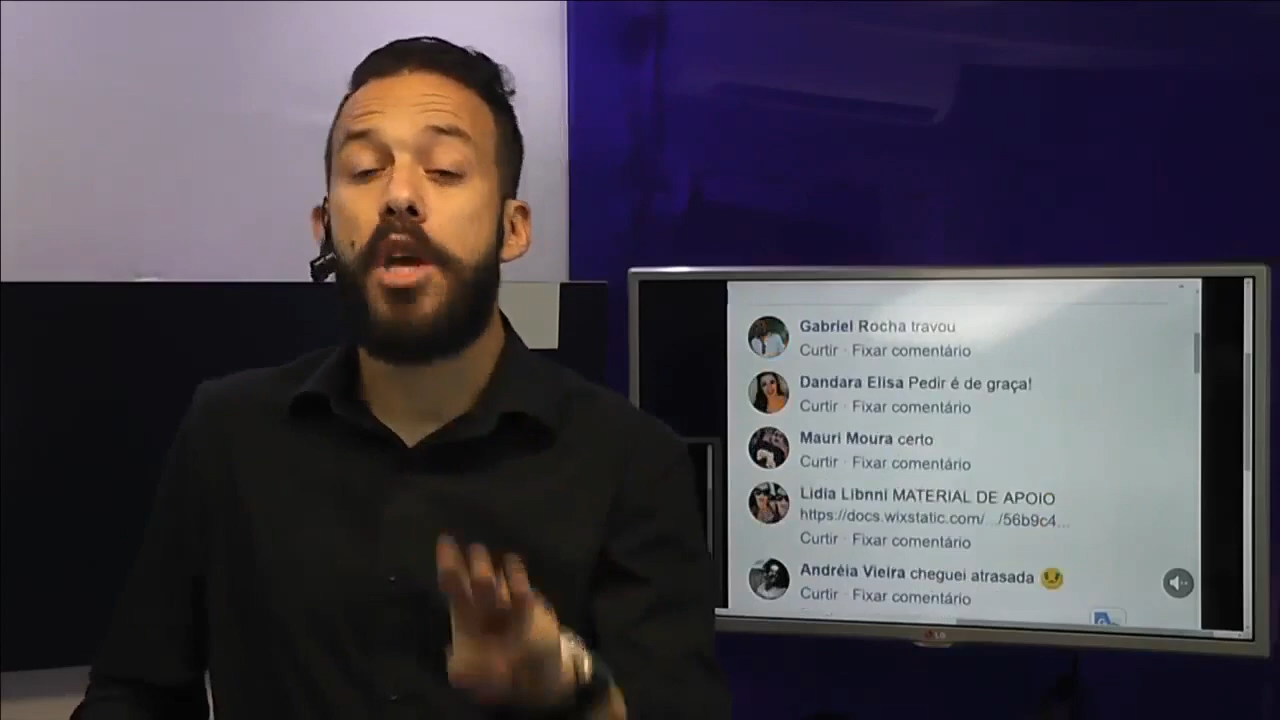 Gabriel Rocha travou
Curtir · Fixar comentário
Dandara Elisa Pedir é de graça!
Curtir · Fixar comentário
Mauri Moura certo
Curtir · Fixar comentário
Lidia Libnni MATERIAL DE APOIO
https://docs.wixstatic.com/…/56b9c4...
Curtir · Fixar comentário
Andréia Vieira cheguei atrasada
Curtir · Fixar comentário
LG